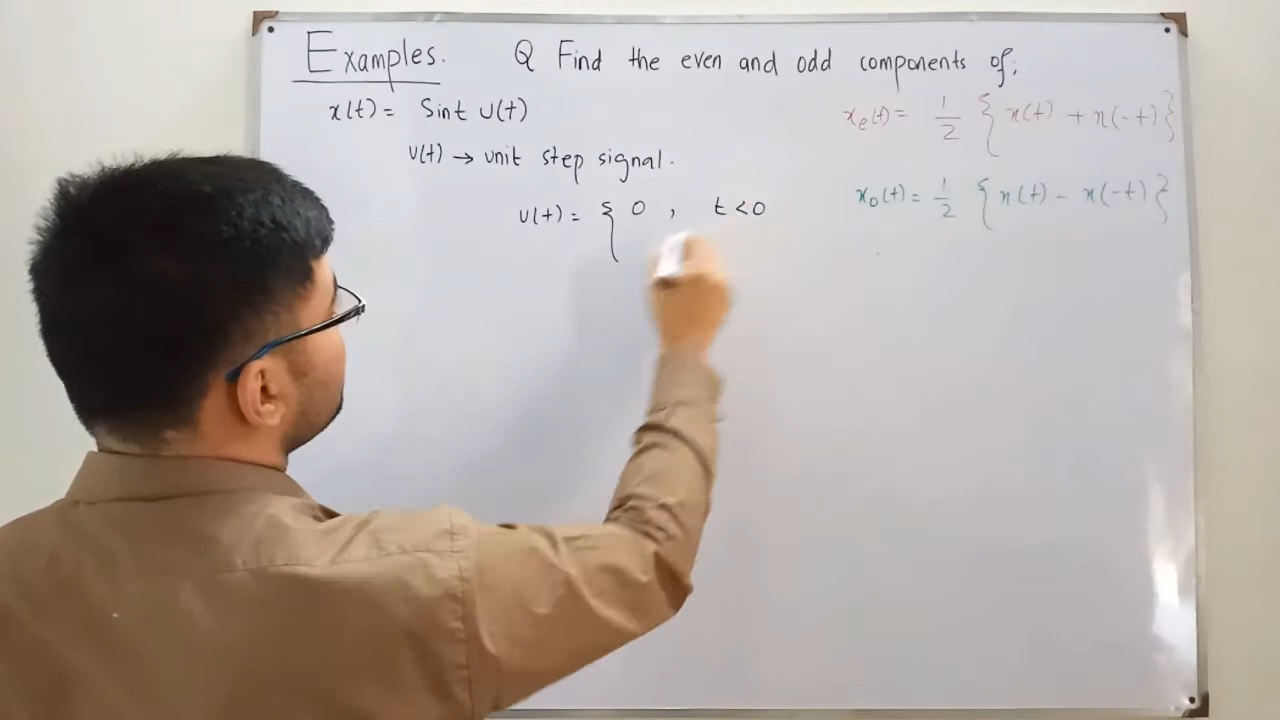 Examples. Q Find the even and odd components of;
x(t) = Sint U(t)
U(t) → unit step signal.
U(t) = { 0 , t<0
xe(t) = 1/2 { x(t) + x(-t) }
xo(t) = 1/2 { x(t) - x(-t) }